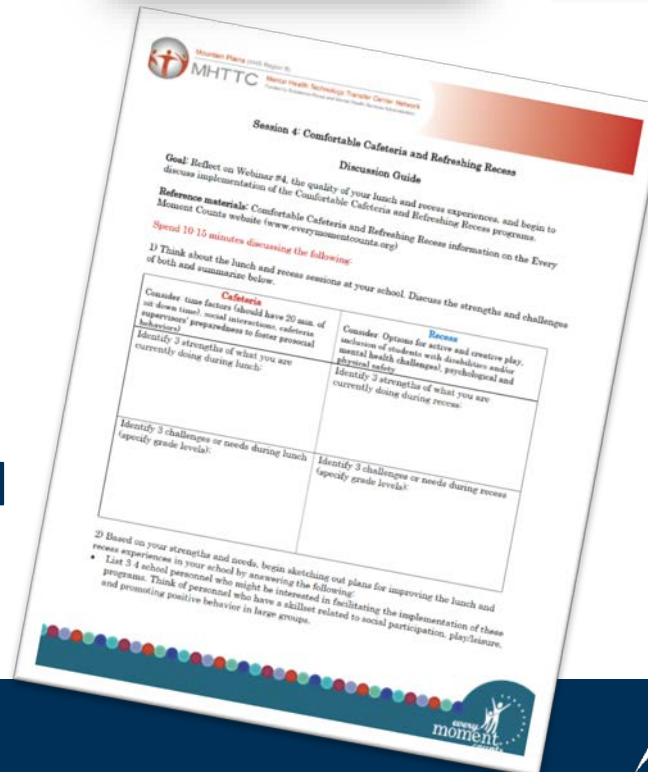 Mountain Plains (HHS Region 8)
MHTTC
Mental Health Technology Transfer Center Network
Funded by Substance Abuse and Mental Health Services Administration
Session 4: Comfortable Cafeteria and Refreshing Recess
Discussion Guide
Goal: Reflect on Webinar #4, the quality of your lunch and recess experiences, and begin to
discuss implementation of the Comfortable Cafeteria and Refreshing Recess programs.
Reference materials: Comfortable Cafeteria and Refreshing Recess information on the Every
Moment Counts website (www.everymomentcounts.org)
Spend 10-15 minutes discussing the following:
1) Think about the lunch and recess sessions at your school. Discuss the strengths and challenges
of both and summarize below.
Cafeteria
Consider: time factors (should have 20 min. of
sit down time), social interactions, cafeteria
supervisors' preparedness to foster prosocial
behaviors)
Recess
Consider: Options for active and creative play,
inclusion of students with disabilities and/or
mental health challenges), psychological and
physical safety
Identify 3 strengths of what you are
currently doing during lunch:
Identify 3 strengths of what you are
currently doing during recess:
Identify 3 challenges or needs during lunch
(specify grade levels):
Identify 3 challenges or needs during recess
(specify grade levels):
2) Based on your strengths and needs, begin sketching out plans for improving the lunch and
recess experiences in your school by answering the following:
• List 3-4 school personnel who might be interested in facilitating the implementation of these
programs. Think of personnel who have a skillset related to social participation, play/leisure,
and promoting positive behavior in large groups.
every
moment
counts